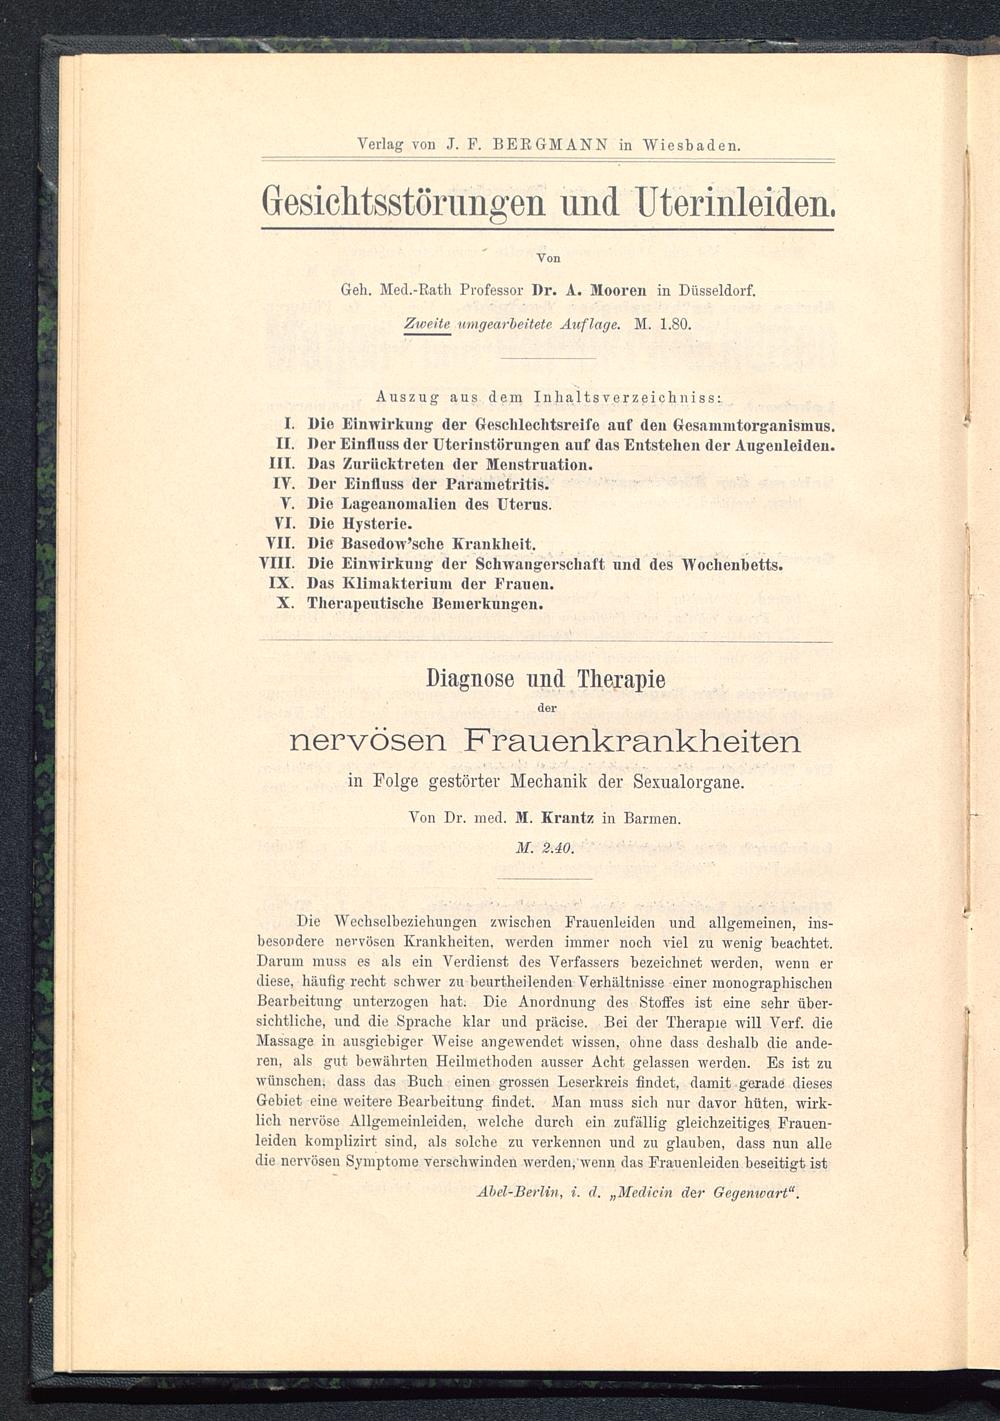 Verlag von J. F. BERGMANN in Wiesbaden.
Gesichtsstörungen und Uterinleiden.
Von
Geh. Med.-Rath Professor Dr. A. Mooren in Düsseldorf.
Zweite umgearbeitete Auflage. M. 1.80.
Auszug aus dem Inhaltsverzeichniss:
I. Die Einwirkung der Geschlechtsreife auf den Gesammtorganismus.
II. Der Einfluss der Uterinstörungen auf das Entstehen der Augenleiden.
III. Das Zurücktreten der Menstruation.
IV. Der Einfluss der Parametritis.
V. Die Lageanomalien des Uterus.
VI. Die Hysterie.
VII. Die Basedow'sche Krankheit.
VIII. Die Einwirkung der Schwangerschaft und des Wochenbetts.
IX. Das Klimakterium der Frauen.
X. Therapeutische Bemerkungen.
Diagnose und Therapie
der
nervösen Frauenkrankheiten
in Folge gestörter Mechanik der Sexualorgane.
Von Dr. med. M. Krantz in Barmen.
M. 2.40.
Die Wechselbeziehungen zwischen Frauenleiden und allgemeinen, ins-
besondere nervösen Krankheiten, werden immer noch viel zu wenig beachtet.
Darum muss es als ein Verdienst des Verfassers bezeichnet werden, wenn er
diese, häufig recht schwer zu beurtheilenden Verhältnisse einer monographischen
Bearbeitung unterzogen hat. Die Anordnung des Stoffes ist eine sehr über-
sichtliche, und die Sprache klar und präcise. Bei der Therapie will Verf. die
Massage in ausgiebiger Weise angewendet wissen, ohne dass deshalb die ande-
ren, als gut bewährten Heilmethoden ausser Acht gelassen werden. Es ist zu
wünschen, dass das Buch einen grossen Leserkreis findet, damit gerade dieses
Gebiet eine weitere Bearbeitung findet. Man muss sich nur davor hüten, wirk-
lich nervöse Allgemeinleiden, welche durch ein zufällig gleichzeitiges Frauen-
leiden komplizirt sind, als solche zu verkennen und zu glauben, dass nun alle
die nervösen Symptome verschwinden werden, wenn das Frauenleiden beseitigt ist
Abel-Berlin, i. d. „Medicin der Gegenwart“.